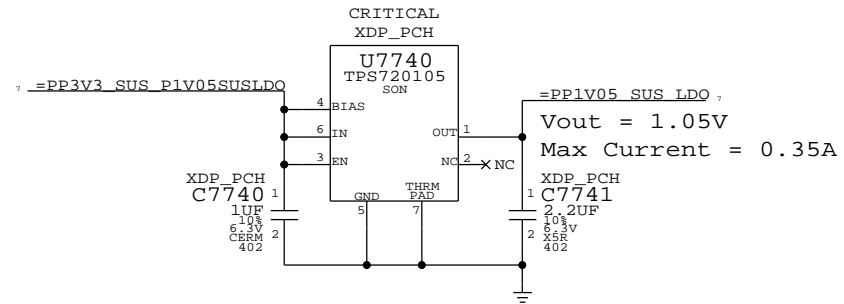 CRITICAL
XDP_PCH
U7740
TPS720105
SON
7 =PP3V3_SUS_P1V05SUSLDO
=PP1V05_SUS_LDO 7
4 BIAS
6 IN
3 EN
OUT 1
NC 2 NC
GND
5
THRM
PAD
7
Vout = 1.05V
Max Current = 0.35A
XDP_PCH
C7740 1
1UF
10%
6.3V 2
CERM
402
XDP_PCH
1 C7741
2.2UF
10%
2 6.3V
X5R
402